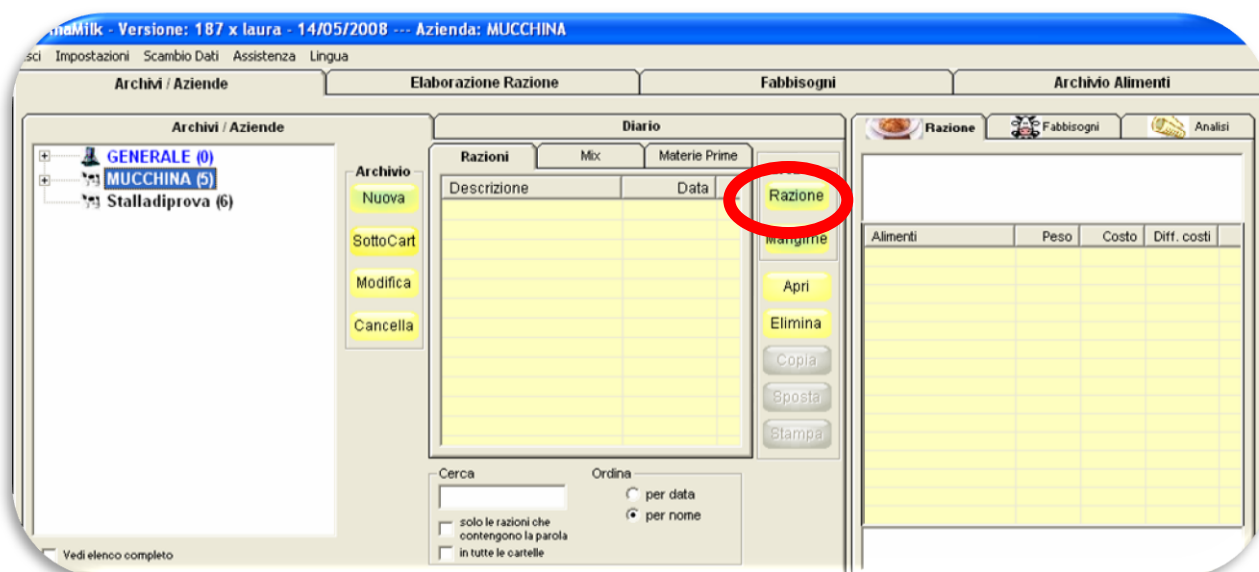 Versione: 187 x laura - 14/05/2008 --- Azienda: MUCCHINA
Impostazioni Scambio Dati Assistenza Lingua
Archivi / Aziende
Elaborazione Razione
Fabbisogni
Archivio Alimenti
Archivi / Aziende
GENERALE (0)
MUCCHINA (5)
Stalladiprova (6)
Vedi elenco completo
Archivio
Nuova
SottoCart
Modifica
Cancella
Diario
Razioni
Mix
Materie Prime
Descrizione Data
Razione
Mangime
Apri
Elimina
Copia
Sposta
Stampa
Cerca
solo le razioni che
contengono la parola
in tutte le cartelle
Ordina
per data
per nome
Razione
Fabbisogni
Analisi
Alimenti Peso Costo Diff. costi